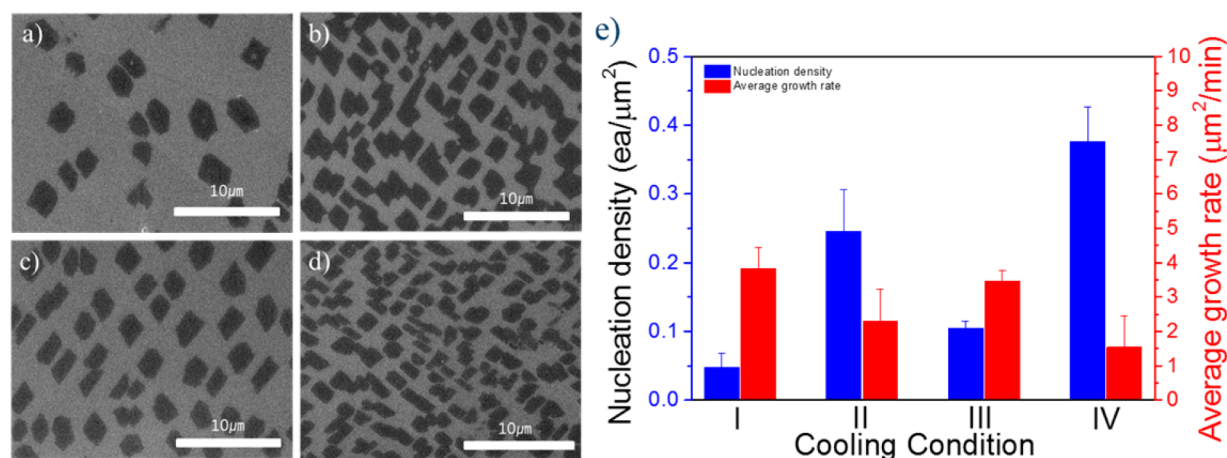 a)
10μm
b)
10μm
c)
10μm
d)
10μm
e)
Nucleation density (ea/μm²)
0.5
0.4
0.3
0.2
0.1
0.0
Nucleation density
Average growth rate
10
9
8
7
6
5
4
3
2
1
0
Average growth rate (μm²/min)
I II III IV
Cooling Condition